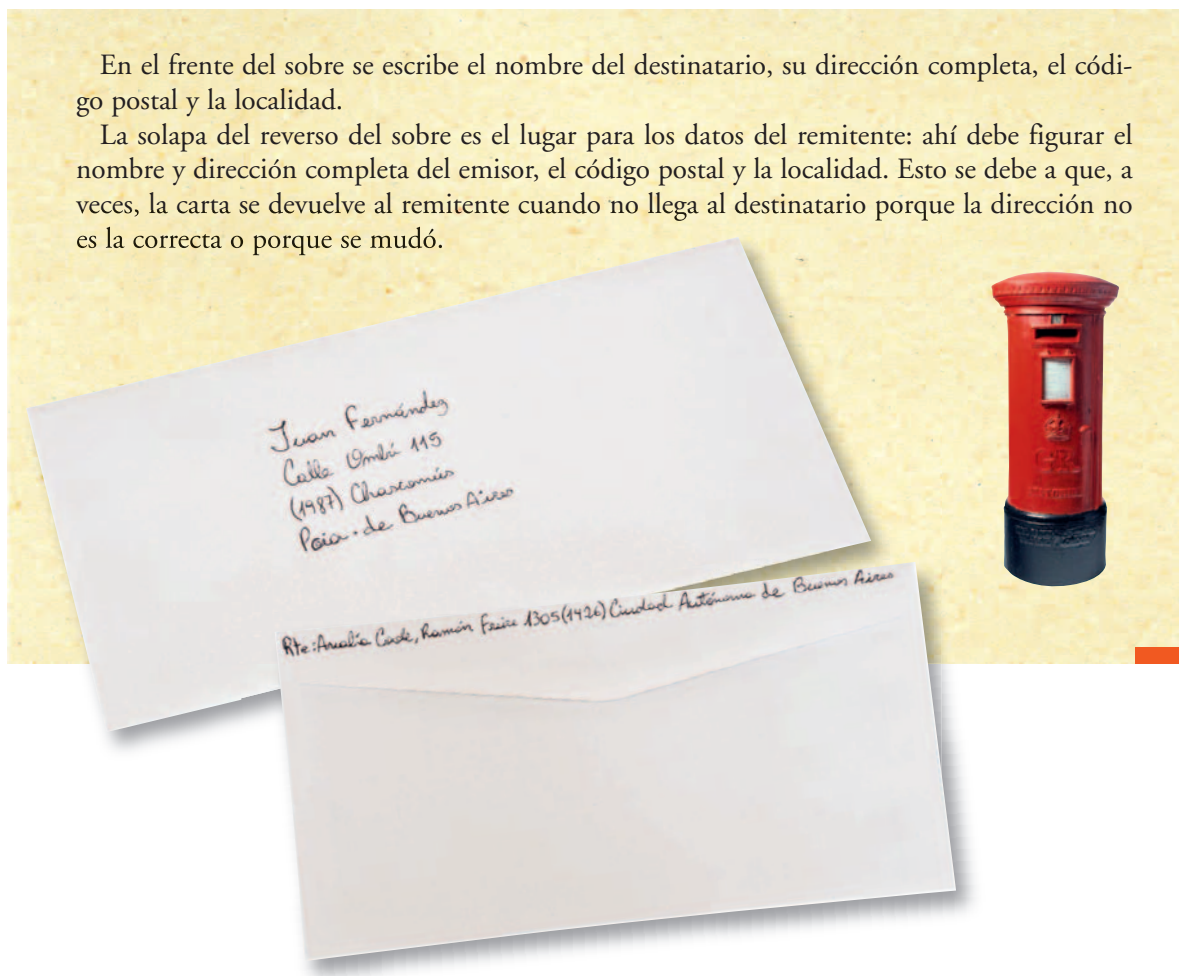 En el frente del sobre se escribe el nombre del destinatario, su dirección completa, el códi-
go postal y la localidad.
La solapa del reverso del sobre es el lugar para los datos del remitente: ahí debe figurar el
nombre y dirección completa del emisor, el código postal y la localidad. Esto se debe a que, a
veces, la carta se devuelve al remitente cuando no llega al destinatario porque la dirección no
es la correcta o porque se mudó.
Juan Fernández
Calle Ombú 115
(1987) Chascomús
Pcia. de Buenos Aires
Rte: Amalia Code, Ramón Freire 1305 (1426) Ciudad Autónoma de Buenos Aires